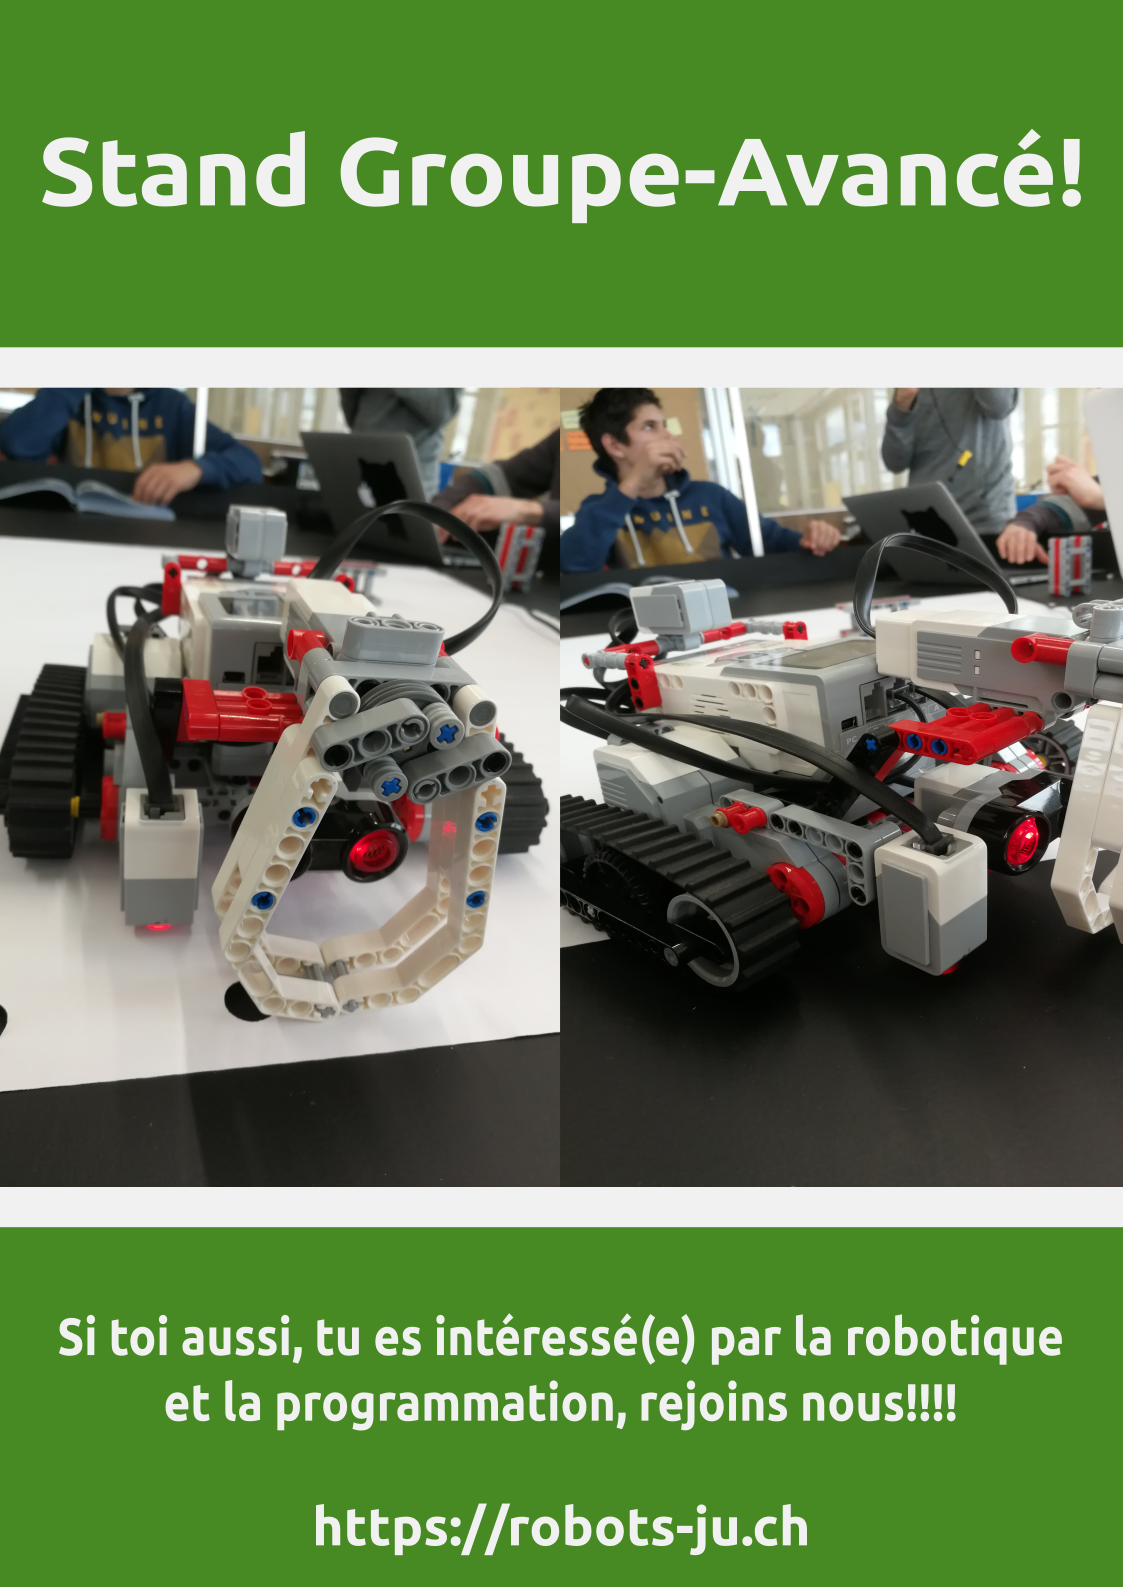 Stand Groupe-Avancé!
Si toi aussi, tu es intéressé(e) par la robotique
et la programmation, rejoins nous!!!!
https://robots-ju.ch